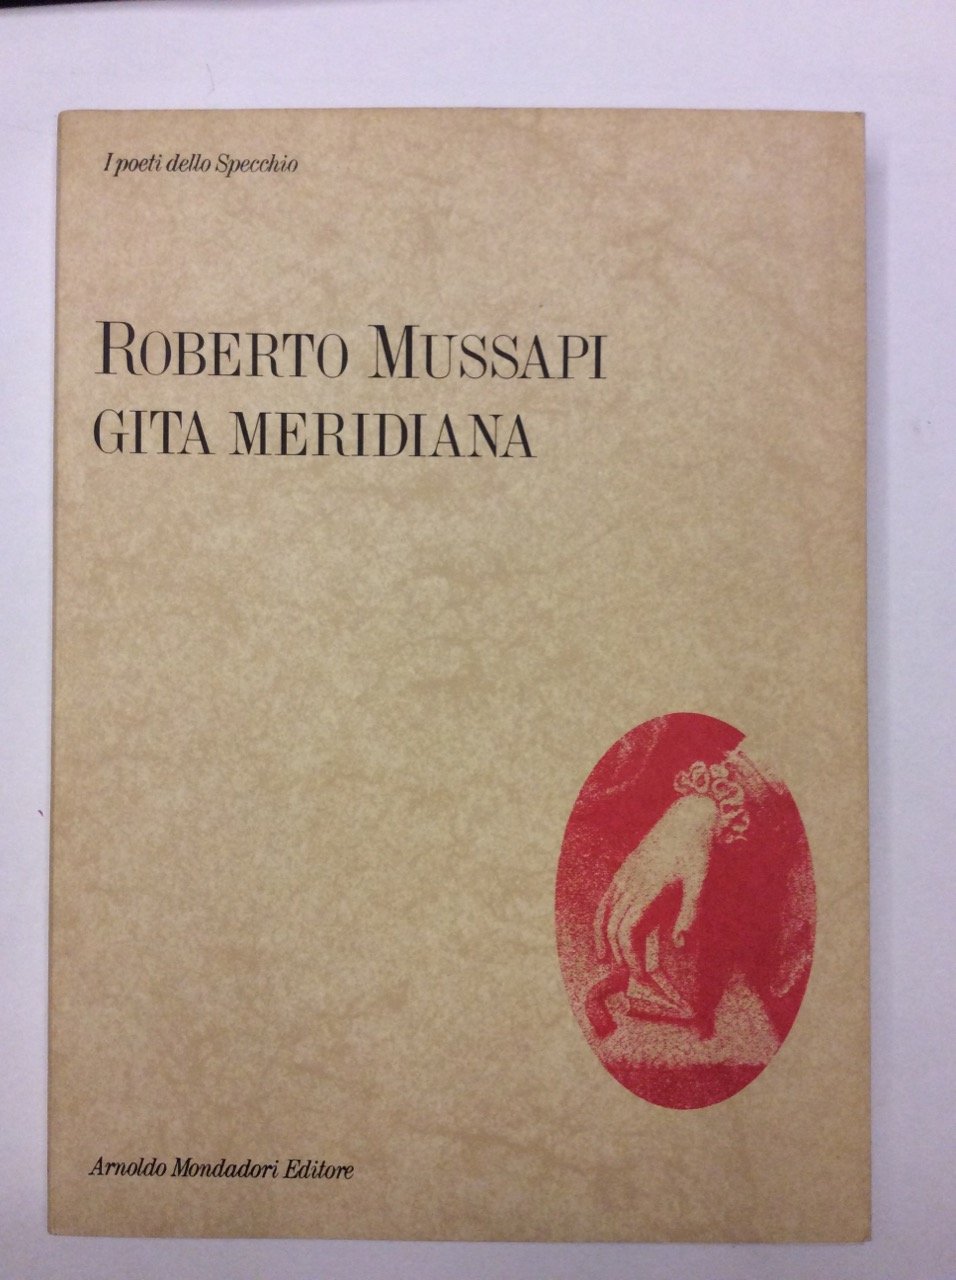 I poeti dello Specchio
ROBERTO MUSSAPI
GITA MERIDIANA
Arnoldo Mondadori Editore